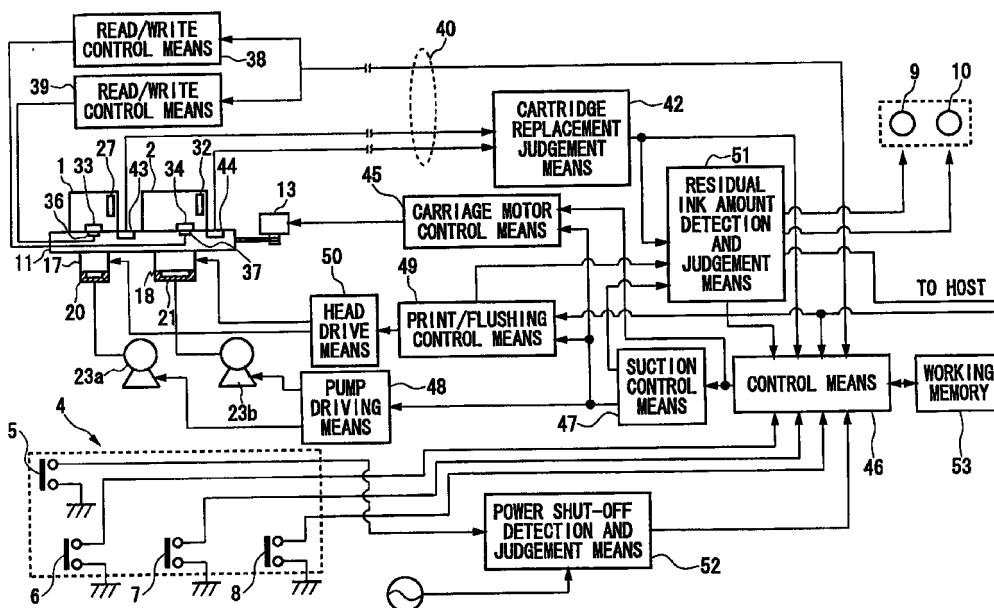 READ/WRITE
CONTROL MEANS
38
39
READ/WRITE
CONTROL MEANS
40
9
10
CARTRIDGE
REPLACEMENT
JUDGEMENT
MEANS
42
1
33
27
2
43
34
32
44
13
36
11
17
20
18
21
37
45
CARRIAGE MOTOR
CONTROL MEANS
51
RESIDUAL
INK AMOUNT
DETECTION
AND
JUDGEMENT
MEANS
TO HOST
50
HEAD
DRIVE
MEANS
49
PRINT/FLUSHING
CONTROL MEANS
23a
23b
PUMP
DRIVING
MEANS
48
SUCTION
CONTROL
MEANS
47
CONTROL MEANS
46
WORKING
MEMORY
53
4
5
6
7
8
POWER SHUT-OFF
DETECTION AND
JUDGEMENT MEANS
52